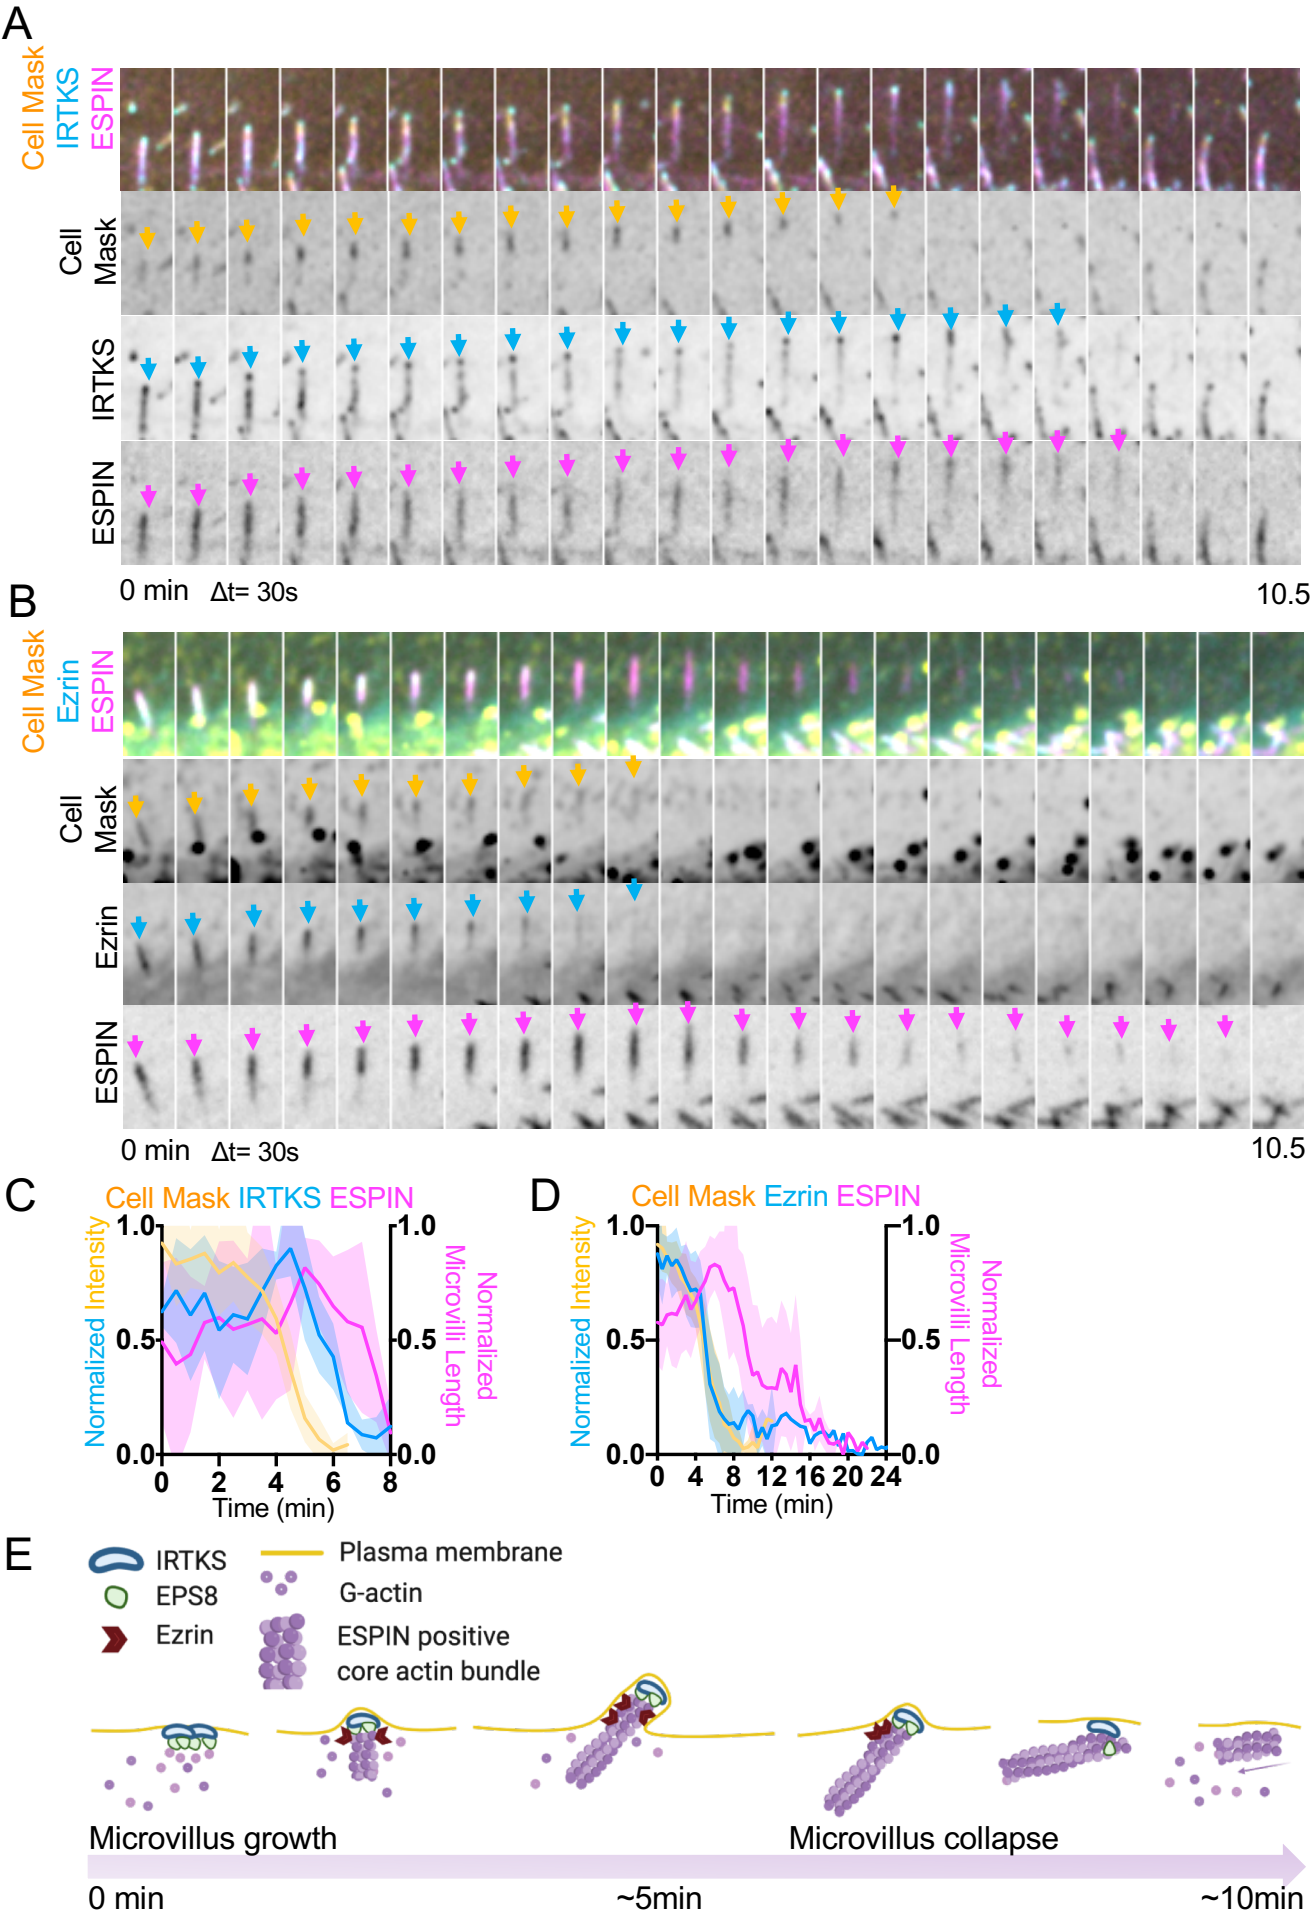 A
Cell Mask
IRTKS
ESPIN
Cell
Mask
IRTKS
ESPIN
0 min Δt= 30s 10.5
B
Cell Mask
Ezrin
ESPIN
Cell
Mask
Ezrin
ESPIN
0 min Δt= 30s 10.5
C
Cell Mask IRTKS ESPIN
Normalized Intensity
1.0
0.5
0.0
1.0
0.5
0.0
Normalized
Microvilli Length
0 2 4 6 8
Time (min)
D
Cell Mask Ezrin ESPIN
Normalized Intensity
1.0
0.5
0.0
1.0
0.5
0.0
Normalized
Microvilli Length
0 4 8 12 16 20 24
Time (min)
E
IRTKS
EPS8
Ezrin
Plasma membrane
G-actin
ESPIN positive
core actin bundle
Microvillus growth Microvillus collapse
0 min ~5min ~10min